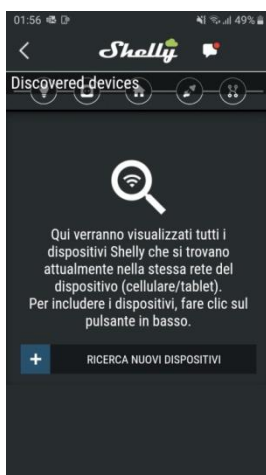 01:56
49%
Shelly
Discovered devices
Qui verranno visualizzati tutti i
dispositivi Shelly che si trovano
attualmente nella stessa rete del
dispositivo (cellulare/tablet).
Per includere i dispositivi, fare clic sul
pulsante in basso.
+ RICERCA NUOVI DISPOSITIVI